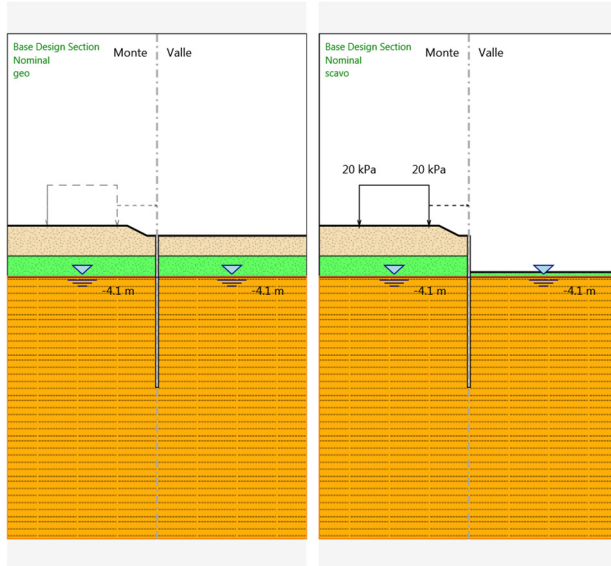 Base Design Section
Nominal
geo
Monte
Valle
-4.1 m
-4.1 m
Base Design Section
Nominal
scavo
Monte
Valle
20 kPa
20 kPa
-4.1 m
-4.1 m